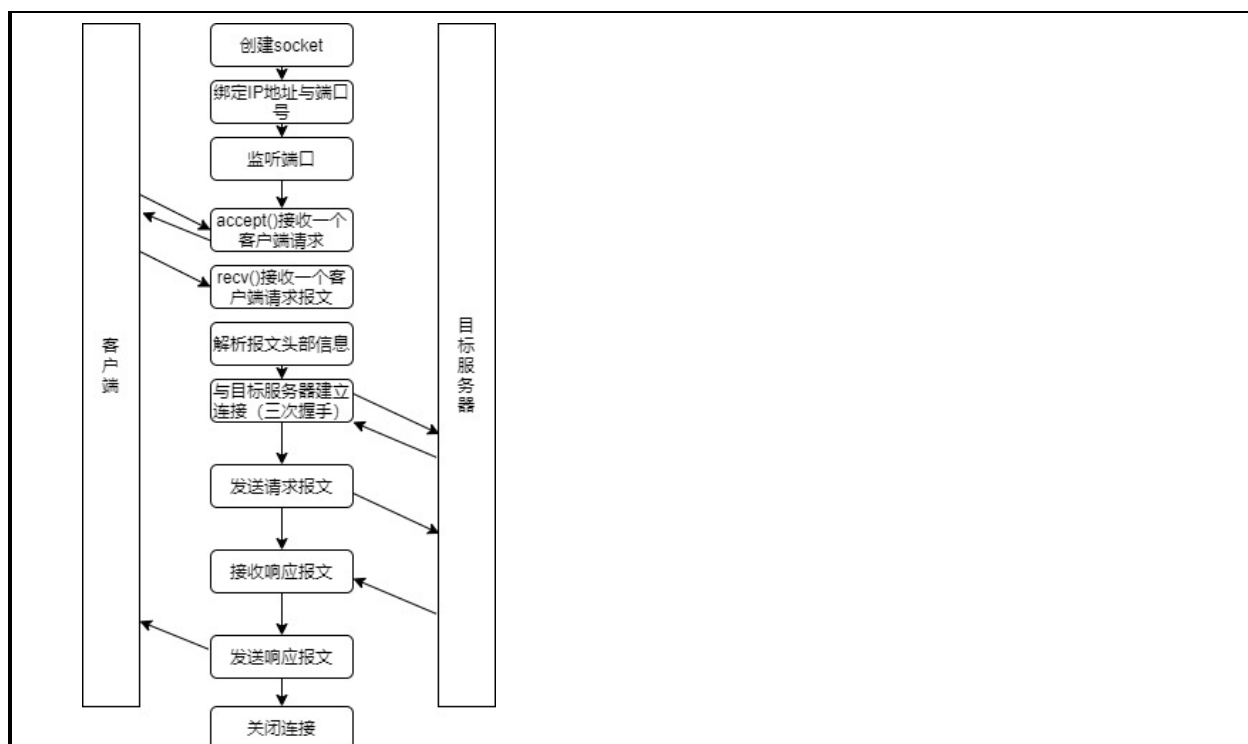 创建socket
绑定IP地址与端口
号
监听端口
accept()接收一个
客户端请求
recv()接收一个客
户端请求报文
解析报文头部信息
与目标服务器建立
连接（三次握手）
发送请求报文
接收响应报文
发送响应报文
关闭连接
客
户
端
目
标
服
务
器